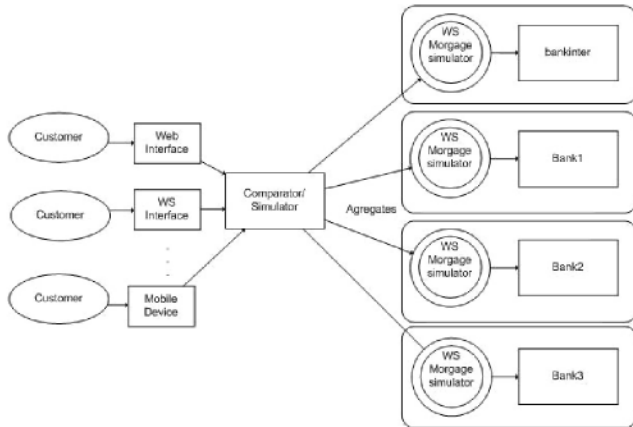 WS
Morgage
simulator
bankinter
Customer
Web
Interface
WS
Morgage
simulator
Bank1
Customer
WS
Interface
Comparator/
Simulator
Agregates
WS
Morgage
simulator
Bank2
Customer
Mobile
Device
WS
Morgage
simulator
Bank3